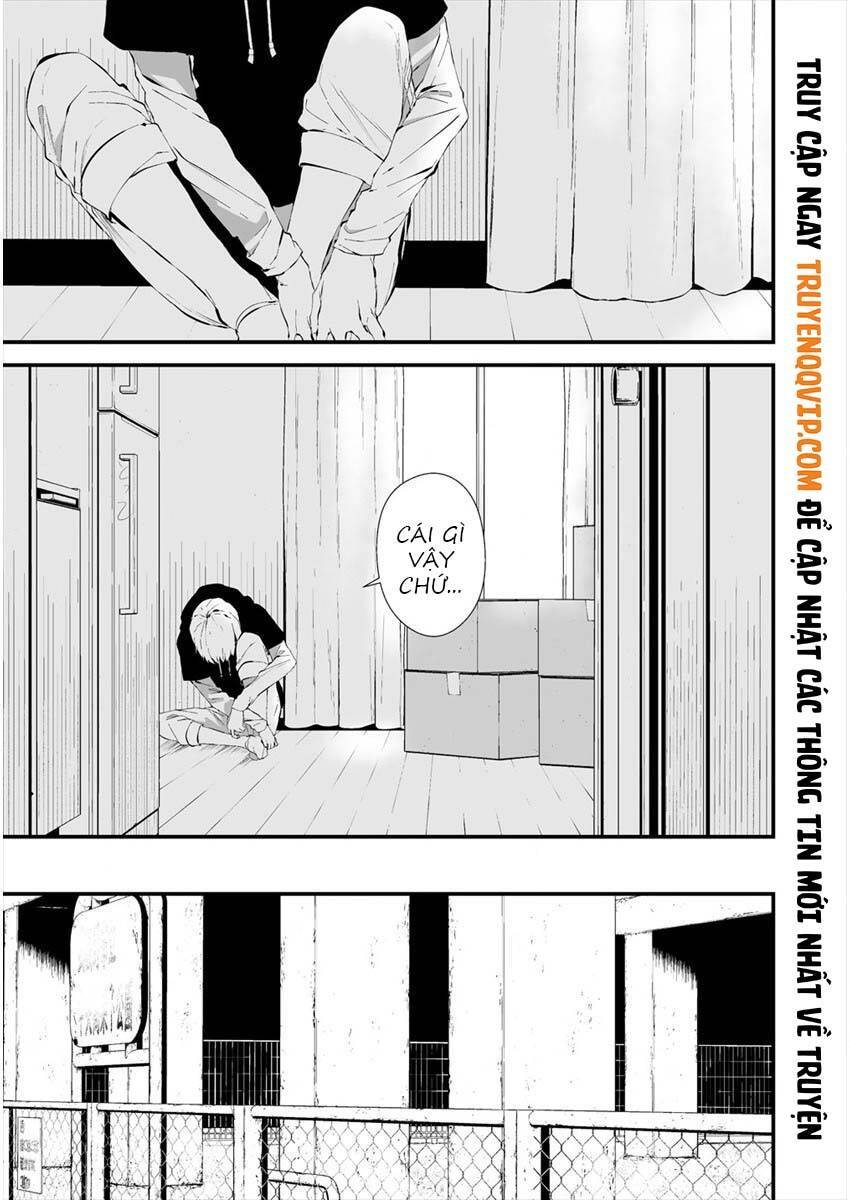 CÁI GÌ
VẬY
CHỨ...
TRUY CẬP NGAY TRUYENQQVIP.COM ĐỂ CẬP NHẬT CÁC THÔNG TIN MỚI NHẤT VỀ TRUYỆN